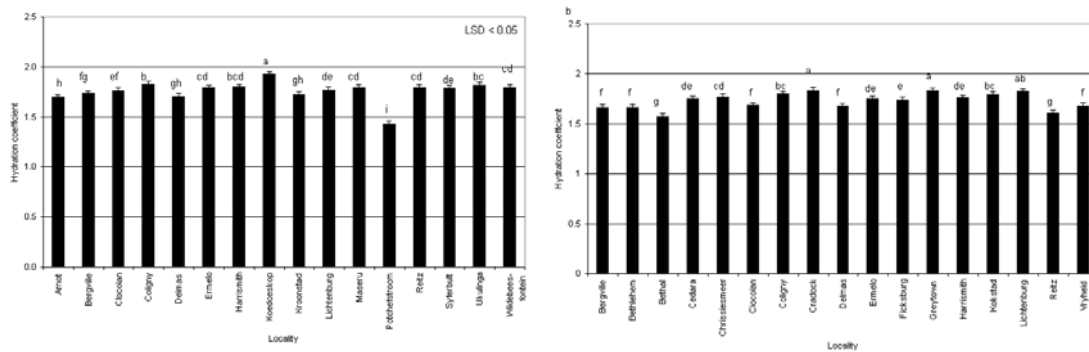 2.5
2.0
1.5
1.0
0.5
0.0
Hydration coefficient
LSD < 0.05
h
fg
ef
b
gh
cd
bcd
a
gh
de
cd
i
cd
de
bc
cd
Arnot
Bergville
Clocolan
Coligny
Delmas
Ermelo
Harrismith
Koedoeskop
Kroonstad
Lichtenburg
Maseru
Potchefstroom
Reitz
Syferbult
Ukulinga
Wildebees-
fontein
Locality
b
2.5
2
1.5
1
0.5
0
Hydration coefficient
f
f
g
de
cd
f
bc
a
f
de
e
a
de
bc
ab
g
f
Bergville
Bethlehem
Bethal
Cedara
Chrissiesmeer
Clocolan
Coligny
Cradock
Delmas
Ermelo
Ficksburg
Greytown
Harrismith
Kokstad
Lichtenburg
Reitz
Vryheid
Locality